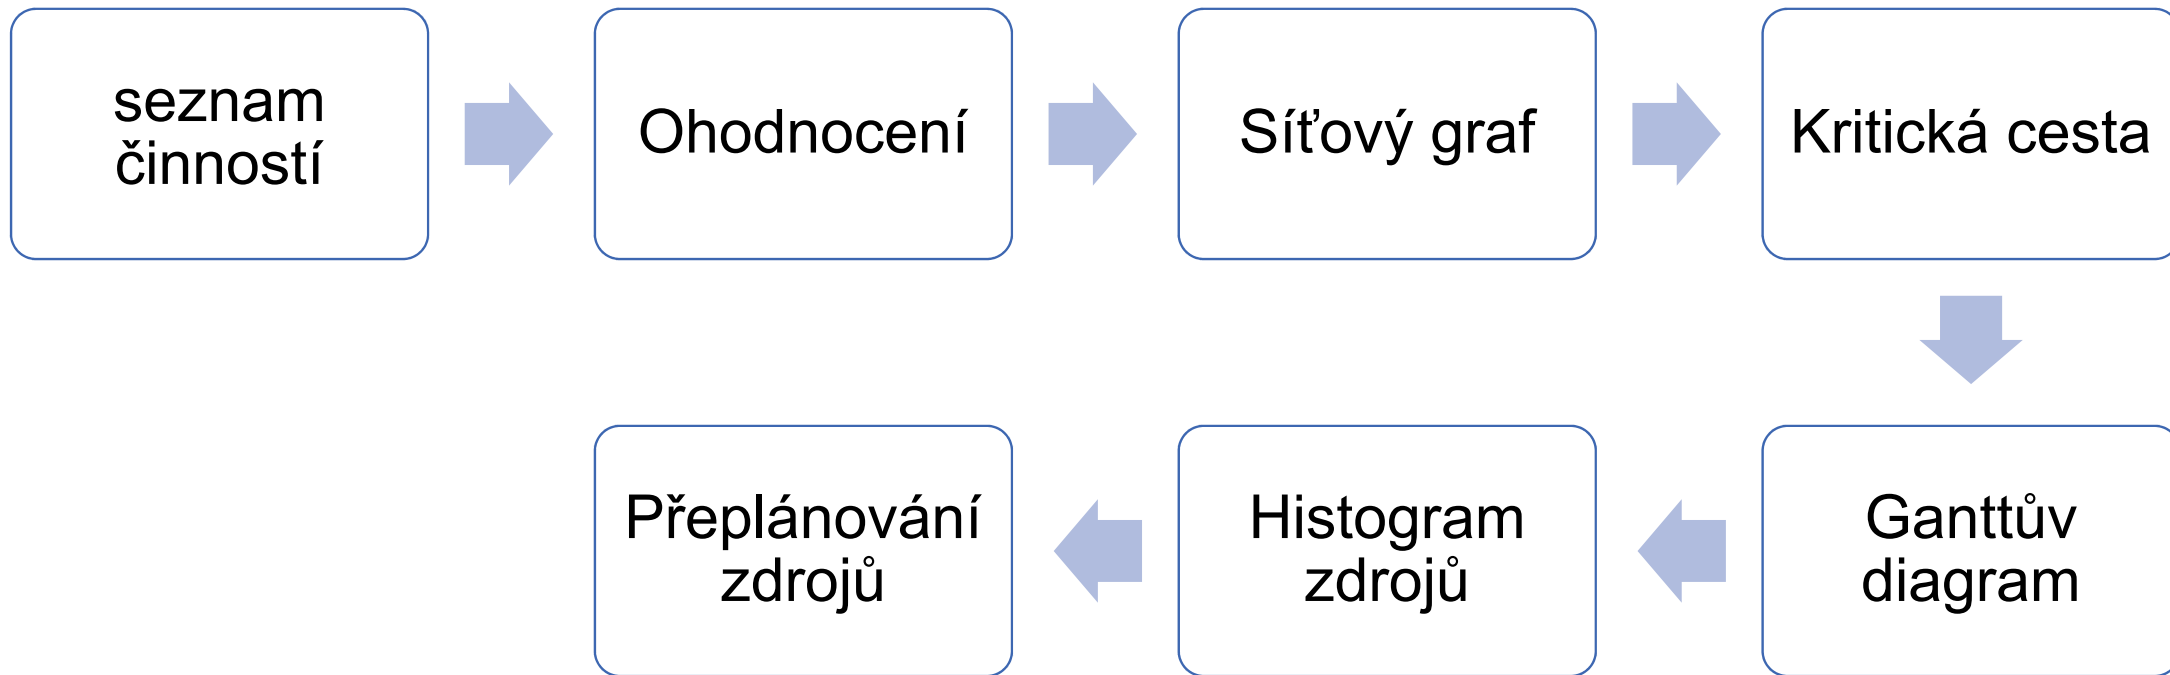 seznam
činností
Ohodnocení
Síťový graf
Kritická cesta
Ganttův
diagram
Histogram
zdrojů
Přeplánování
zdrojů